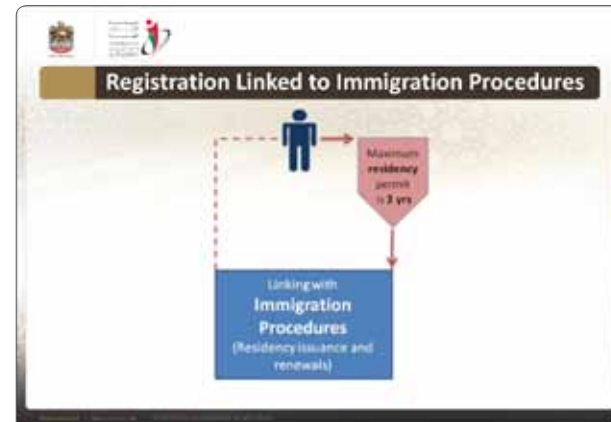 Registration Linked to Immigration Procedures
Maximum
residency
permit
is 3 yrs
Linking with
Immigration
Procedures
(Residency issuance and
renewals)